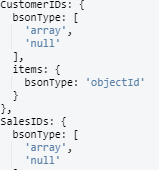 CustomerIDs: {
bsonType: [
'array',
'null'
],
items: {
bsonType: 'objectId'
}
},
SalesIDs: {
bsonType: [
'array',
'null'